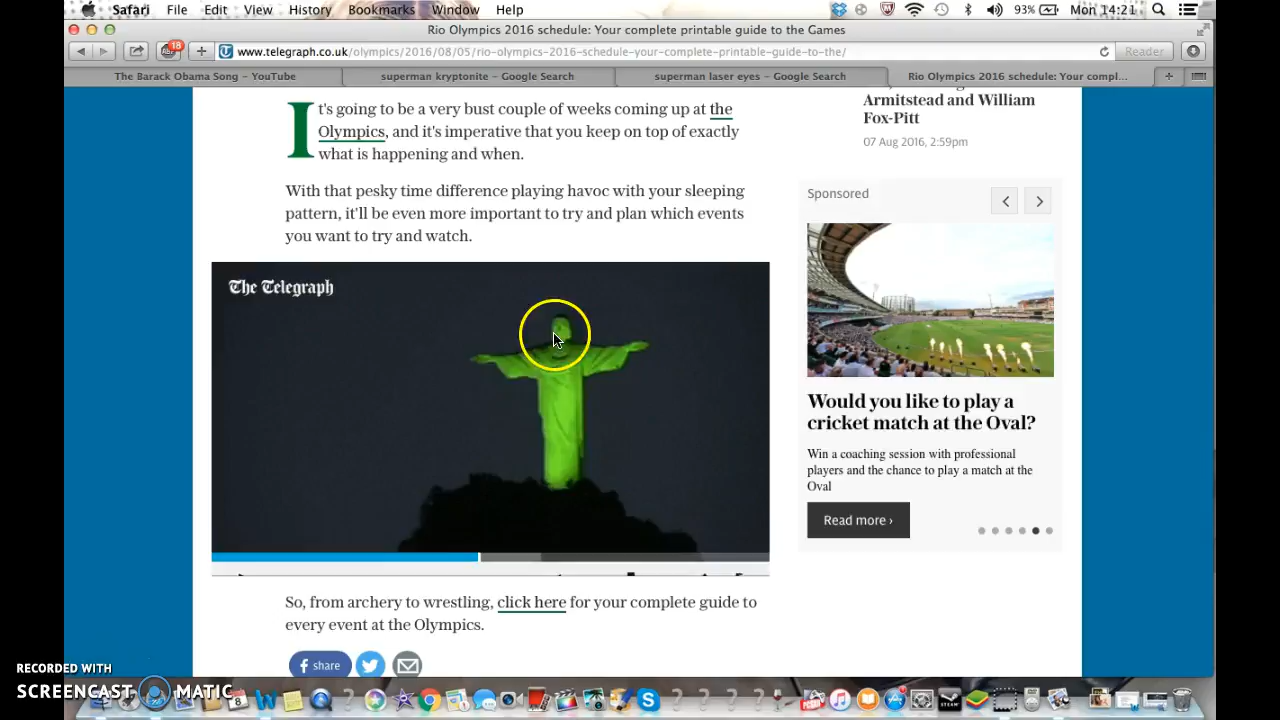 Safari File Edit View History Bookmarks Window Help 93% Mon 14:21
Rio Olympics 2016 schedule: Your complete printable guide to the Games
18 www.telegraph.co.uk/olympics/2016/08/05/rio-olympics-2016-schedule-your-complete-printable-guide-to-the/ Reader
The Barack Obama Song – YouTube superman kryptonite – Google Search superman laser eyes – Google Search Rio Olympics 2016 schedule: Your compl...
It's going to be a very bust couple of weeks coming up at the
Olympics, and it's imperative that you keep on top of exactly
what is happening and when.
With that pesky time difference playing havoc with your sleeping
pattern, it'll be even more important to try and plan which events
you want to try and watch.
The Telegraph
So, from archery to wrestling, click here for your complete guide to
every event at the Olympics.
f share
Armitstead and William
Fox-Pitt
07 Aug 2016, 2:59pm
Sponsored
Would you like to play a
cricket match at the Oval?
Win a coaching session with professional
players and the chance to play a match at the
Oval
Read more ›
RECORDED WITH
SCREENCAST MATIC